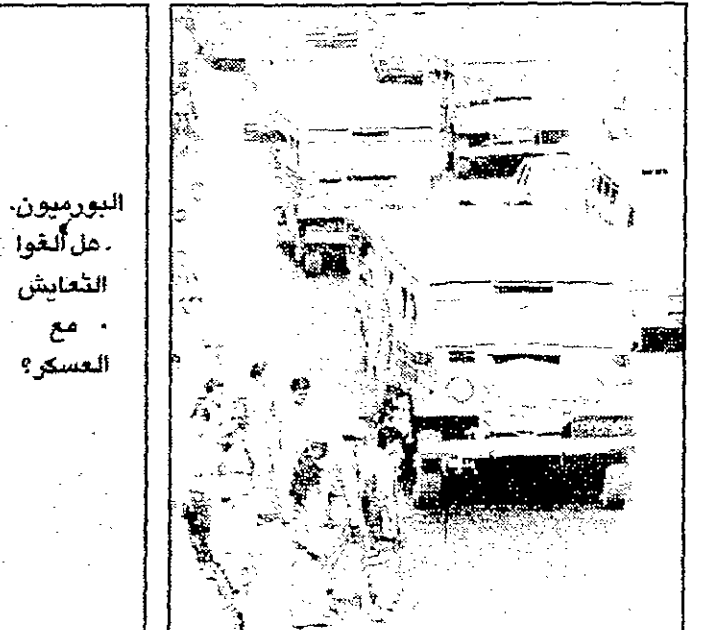 البورميون.
. هل ألفوا
التعايش
. مع
العسكر؟